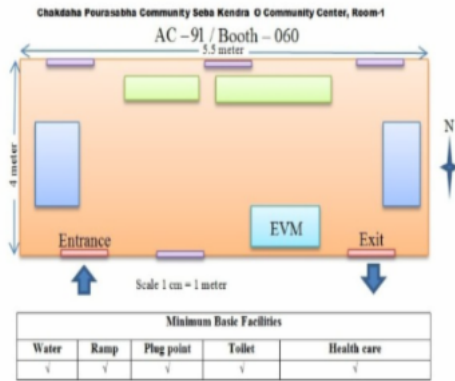 Chakdaha Pourasabha Community Seba Kendra O Community Center, Room-1
AC –91 / Booth – 060
5.5 meter
4 meter
N
EVM
Entrance
Exit
Scale 1 cm = 1 meter
Minimum Basic Facilities
Water Ramp Plug point Toilet Health care
√ √ √ √ √